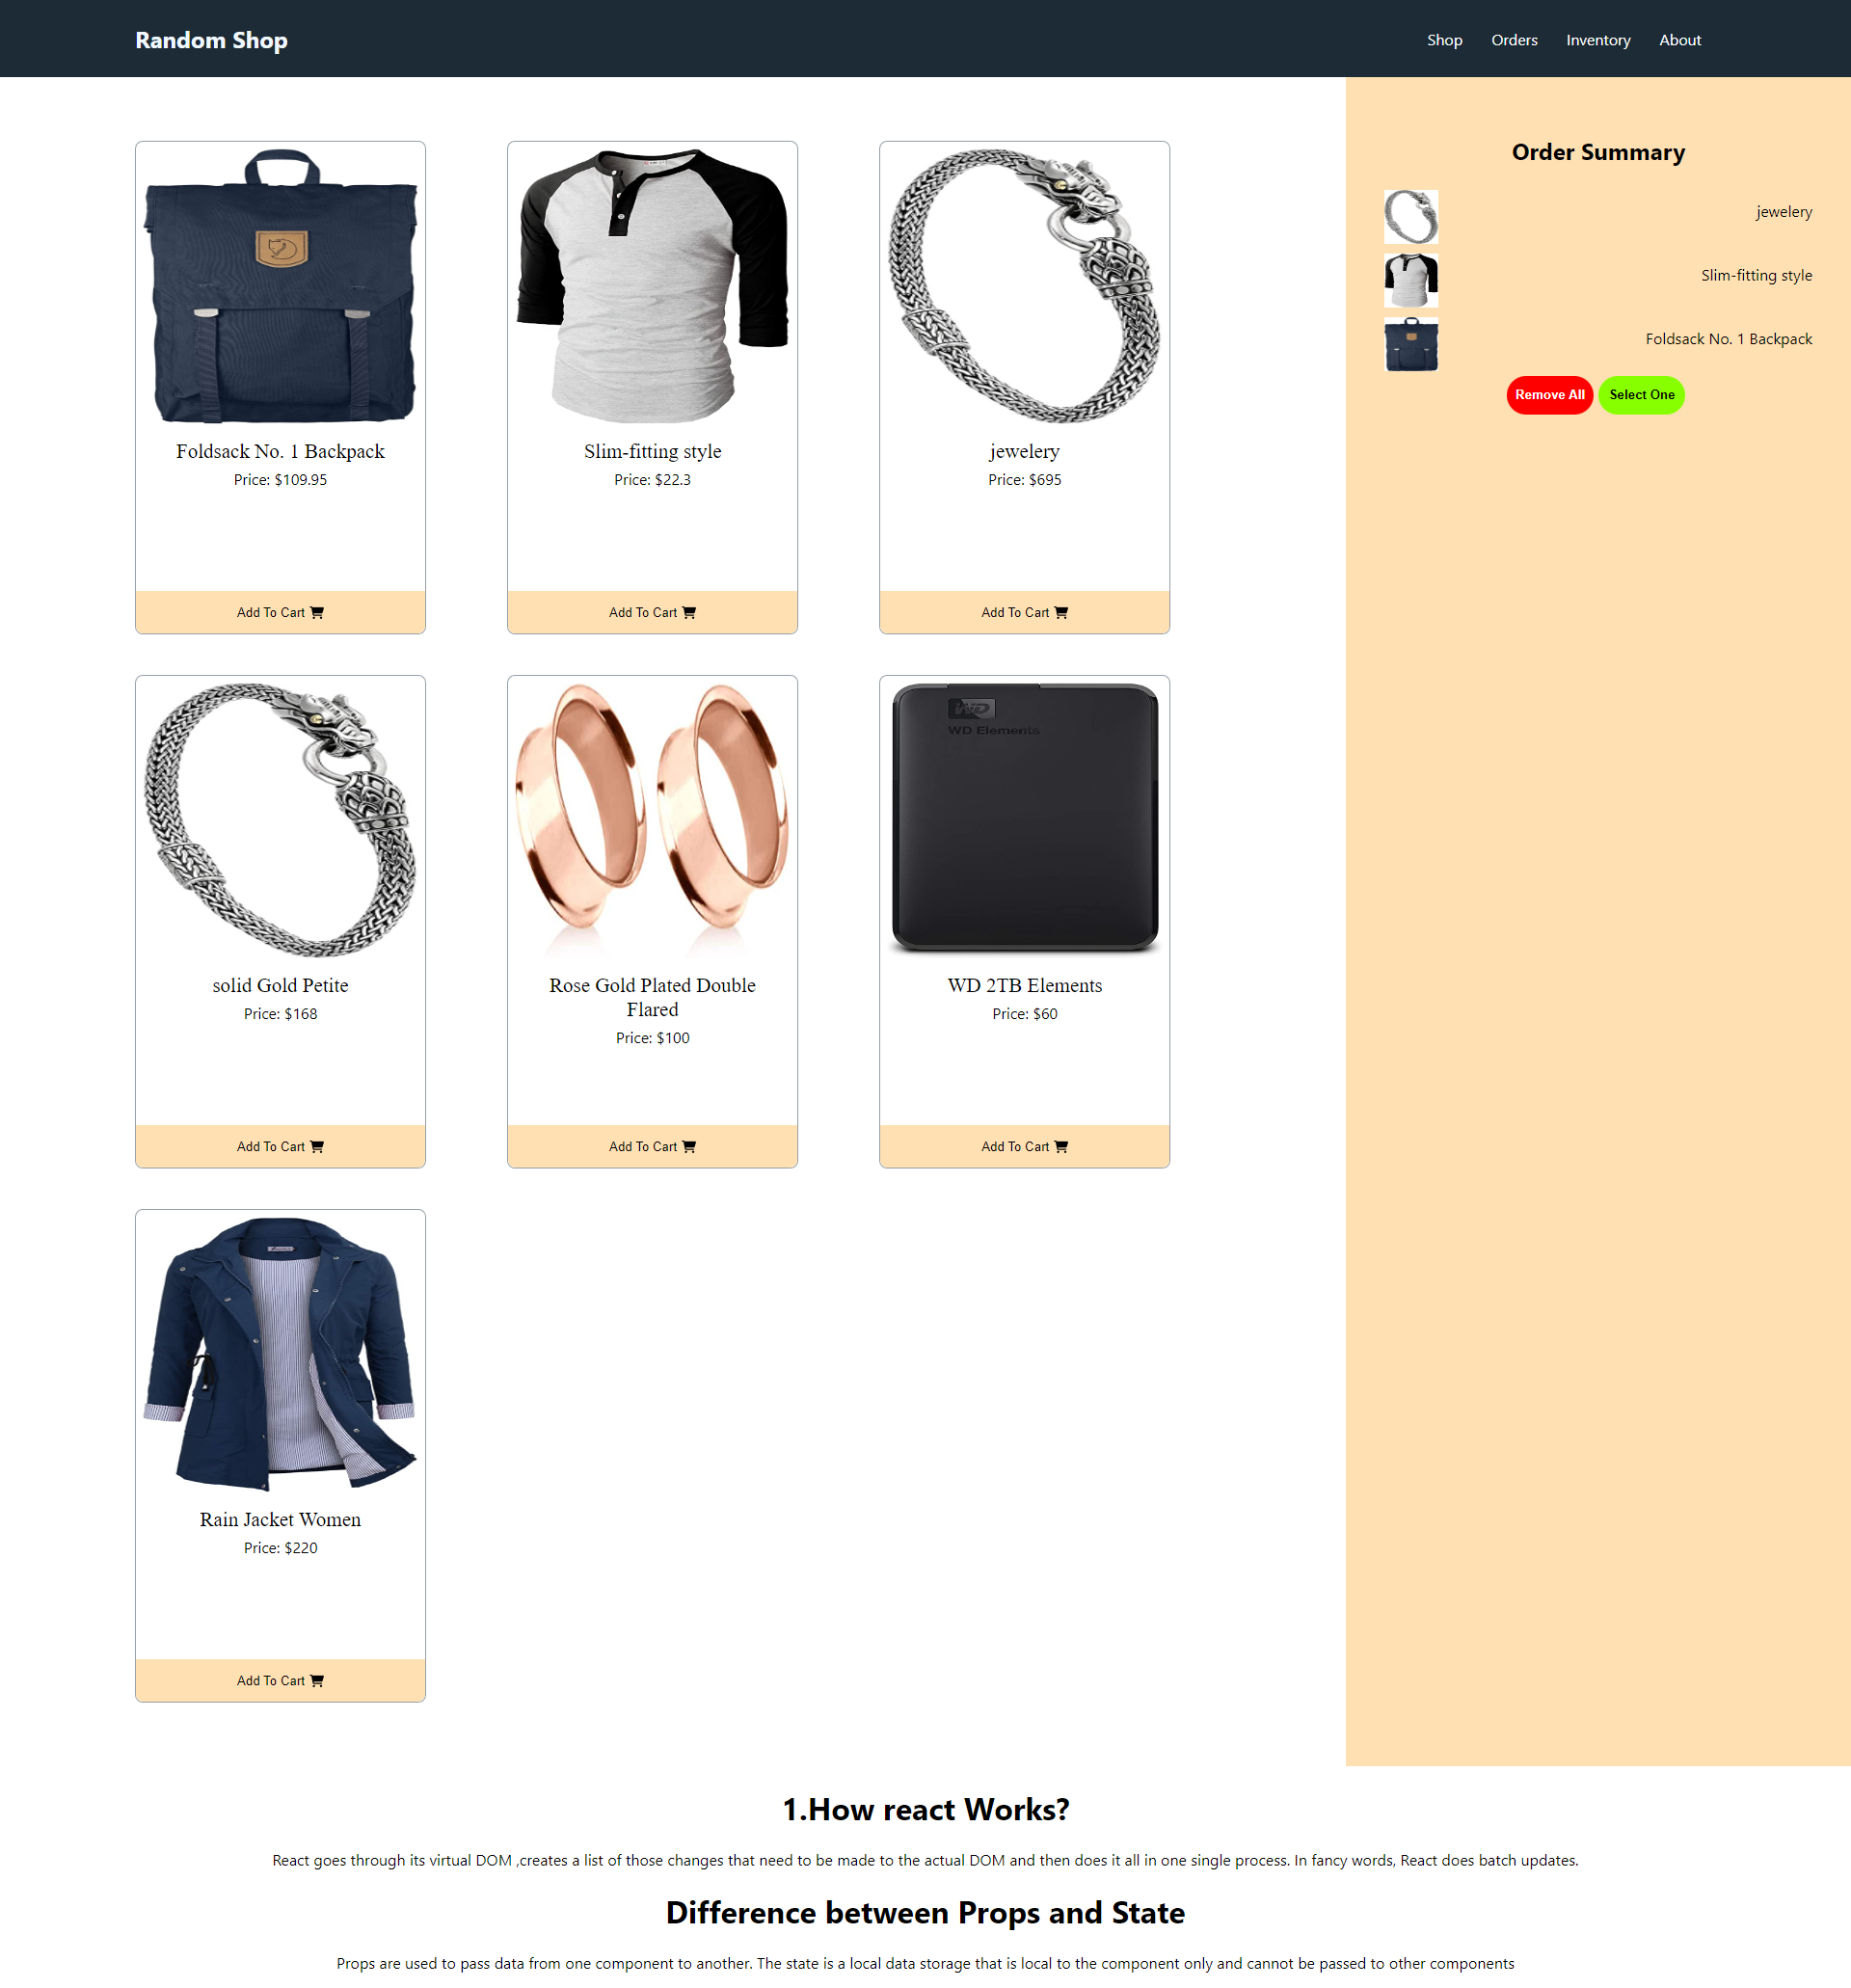 Random Shop
Shop
Orders
Inventory
About
Foldsack No. 1 Backpack
Price: $109.95
Add To Cart
Slim-fitting style
Price: $22.3
Add To Cart
jewelery
Price: $695
Add To Cart
solid Gold Petite
Price: $168
Add To Cart
Rose Gold Plated Double
Flared
Price: $100
Add To Cart
WD
WD Elements
WD 2TB Elements
Price: $60
Add To Cart
Rain Jacket Women
Price: $220
Add To Cart
Order Summary
jewelery
Slim-fitting style
Foldsack No. 1 Backpack
Remove All
Select One
1.How react Works?
React goes through its virtual DOM ,creates a list of those changes that need to be made to the actual DOM and then does it all in one single process. In fancy words, React does batch updates.
Difference between Props and State
Props are used to pass data from one component to another. The state is a local data storage that is local to the component only and cannot be passed to other components